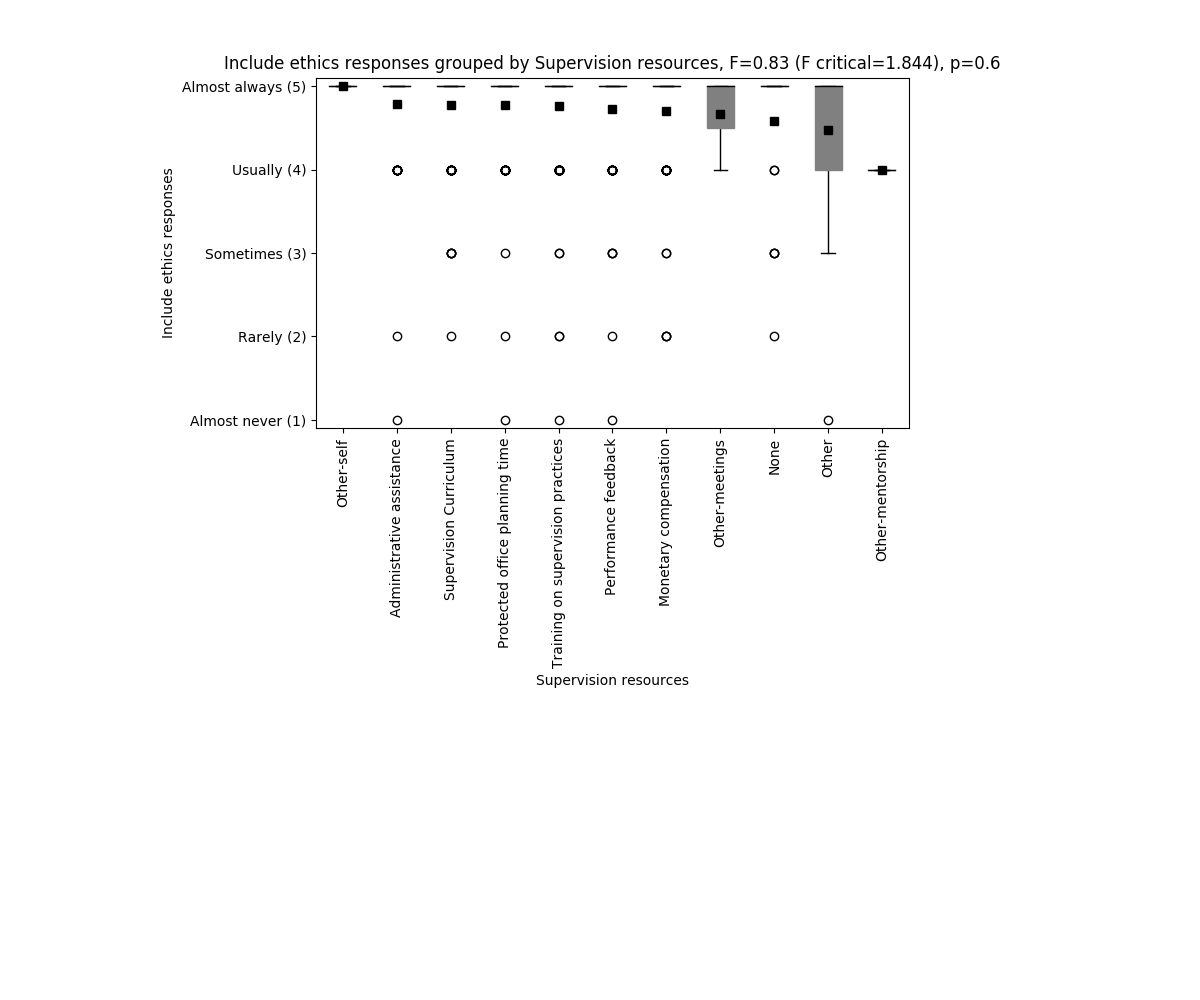 Include ethics responses grouped by Supervision resources, F=0.83 (F critical=1.844), p=0.6
Include ethics responses
Almost always (5)
Usually (4)
Sometimes (3)
Rarely (2)
Almost never (1)
Other-self
Administrative assistance
Supervision Curriculum
Protected office planning time
Training on supervision practices
Performance feedback
Monetary compensation
Other-meetings
None
Other
Other-mentorship
Supervision resources